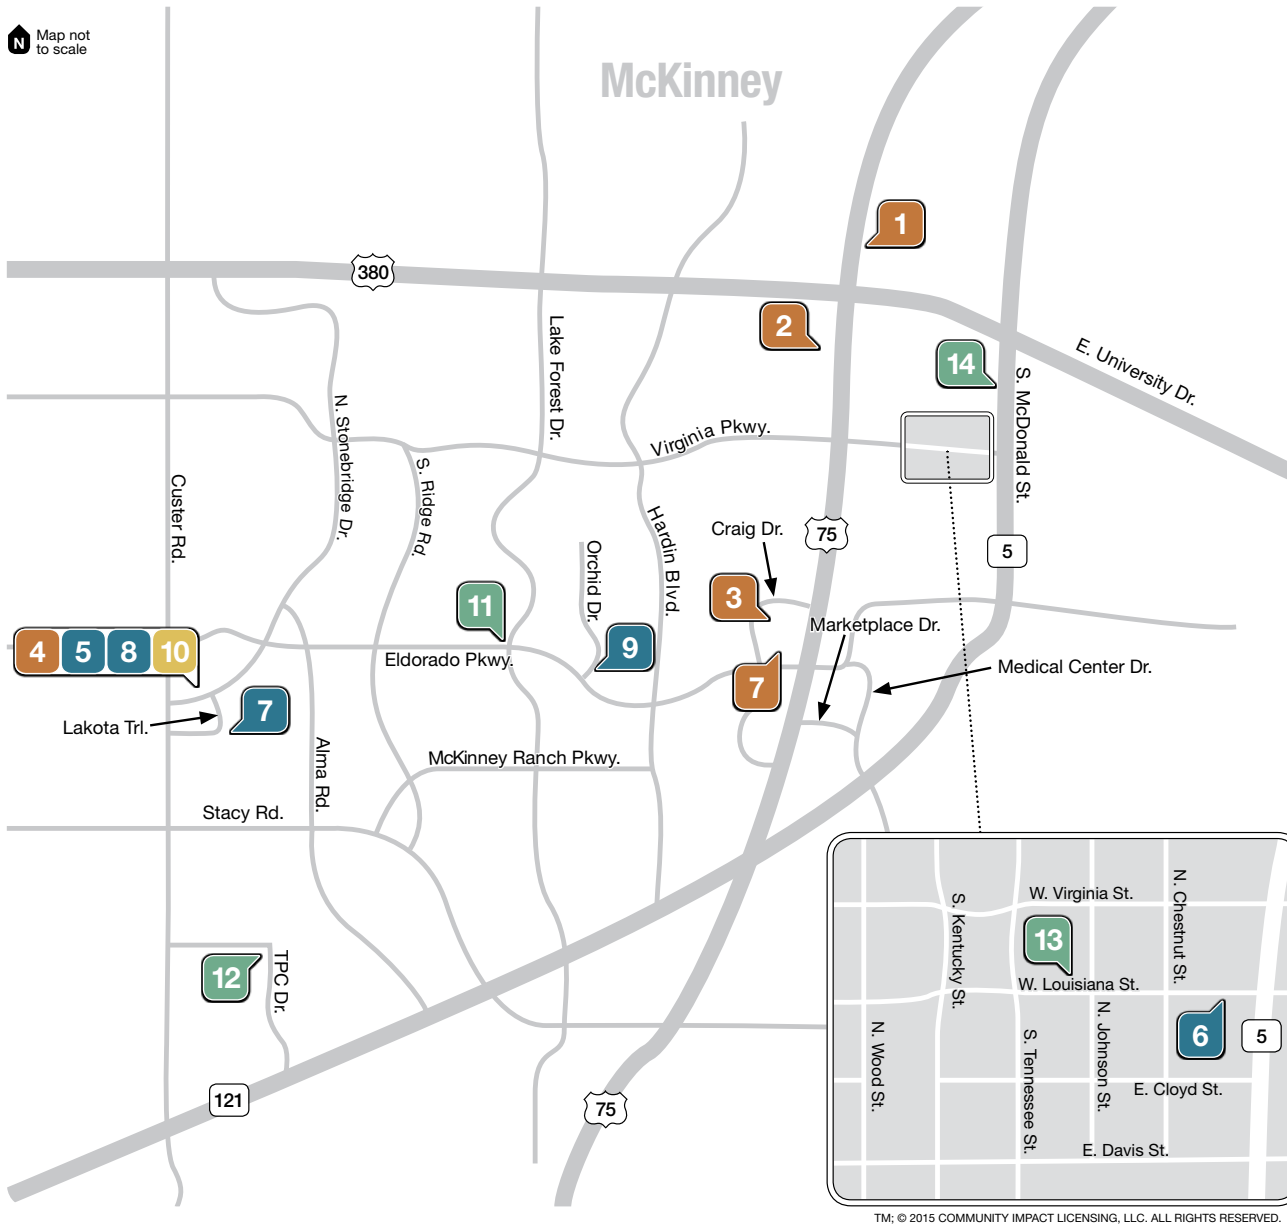 N
Map not
to scale
McKinney
1
380
2
Lake Forest Dr.
14
E. University Dr.
S. McDonald St.
N. Stonebridge Dr.
Virginia Pkwy.
S. Ridge Rd.
Custer Rd.
Hardin Blvd.
Craig Dr.
75
5
Orchid Dr.
11
3
Marketplace Dr.
4 5 8 10
9
Eldorado Pkwy.
Medical Center Dr.
7
7
Lakota Trl.
Alma Rd.
McKinney Ranch Pkwy.
Stacy Rd.
12
TPC Dr.
121
75
W. Virginia St.
N. Chestnut St.
S. Kentucky St.
13
W. Louisiana St.
6
5
N. Wood St.
S. Tennessee St.
N. Johnson St.
E. Cloyd St.
E. Davis St.
TM; © 2015 COMMUNITY IMPACT LICENSING, LLC. ALL RIGHTS RESERVED.